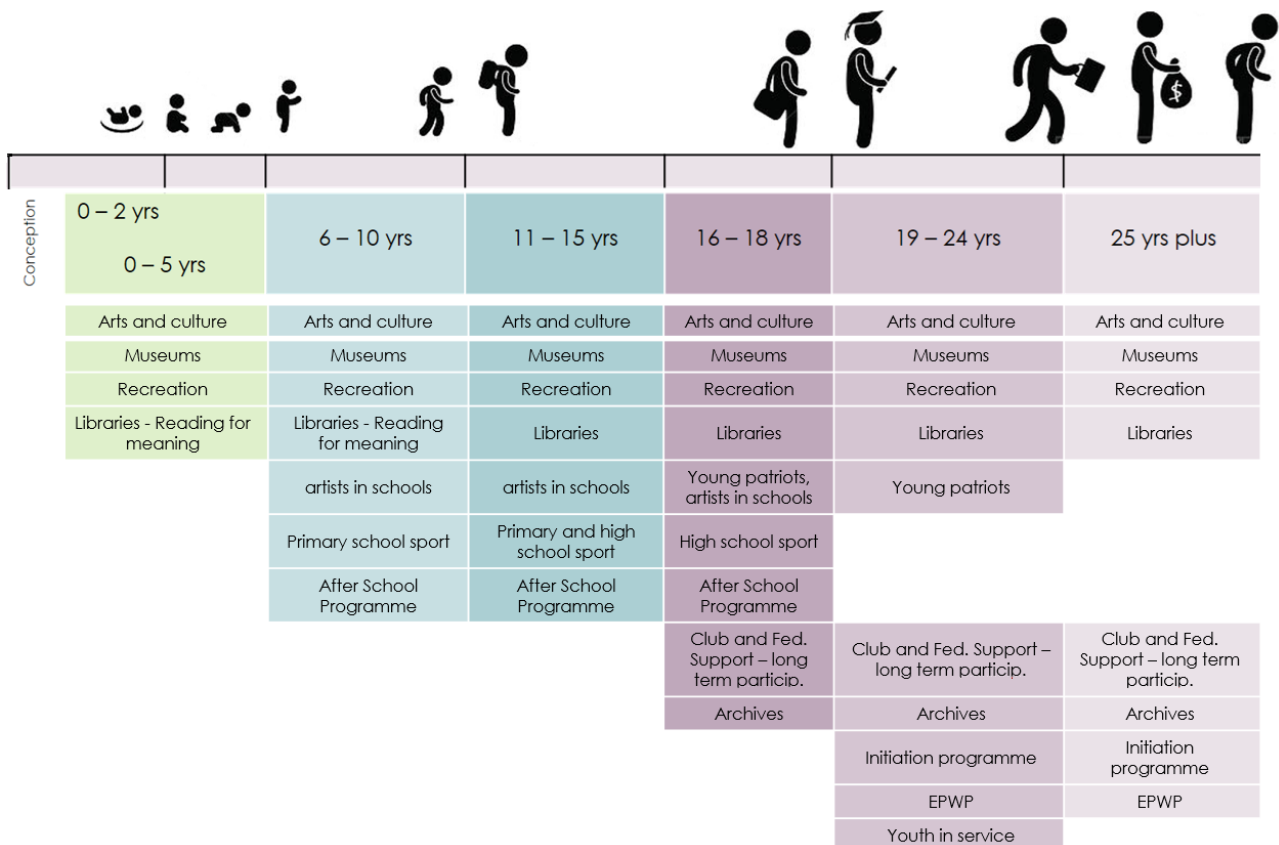 $
Conception
0 – 2 yrs
0 – 5 yrs
6 – 10 yrs
11 – 15 yrs
16 – 18 yrs
19 – 24 yrs
25 yrs plus
Arts and culture
Arts and culture
Arts and culture
Arts and culture
Arts and culture
Arts and culture
Museums
Museums
Museums
Museums
Museums
Museums
Recreation
Recreation
Recreation
Recreation
Recreation
Recreation
Libraries - Reading for
meaning
Libraries - Reading
for meaning
Libraries
Libraries
Libraries
Libraries
artists in schools
artists in schools
Young patriots,
artists in schools
Young patriots
Primary school sport
Primary and high
school sport
High school sport
After School
Programme
After School
Programme
After School
Programme
Club and Fed.
Support – long
term particip.
Club and Fed. Support –
long term particip.
Club and Fed.
Support – long term
particip.
Archives
Archives
Archives
Initiation programme
Initiation
programme
EPWP
EPWP
Youth in service